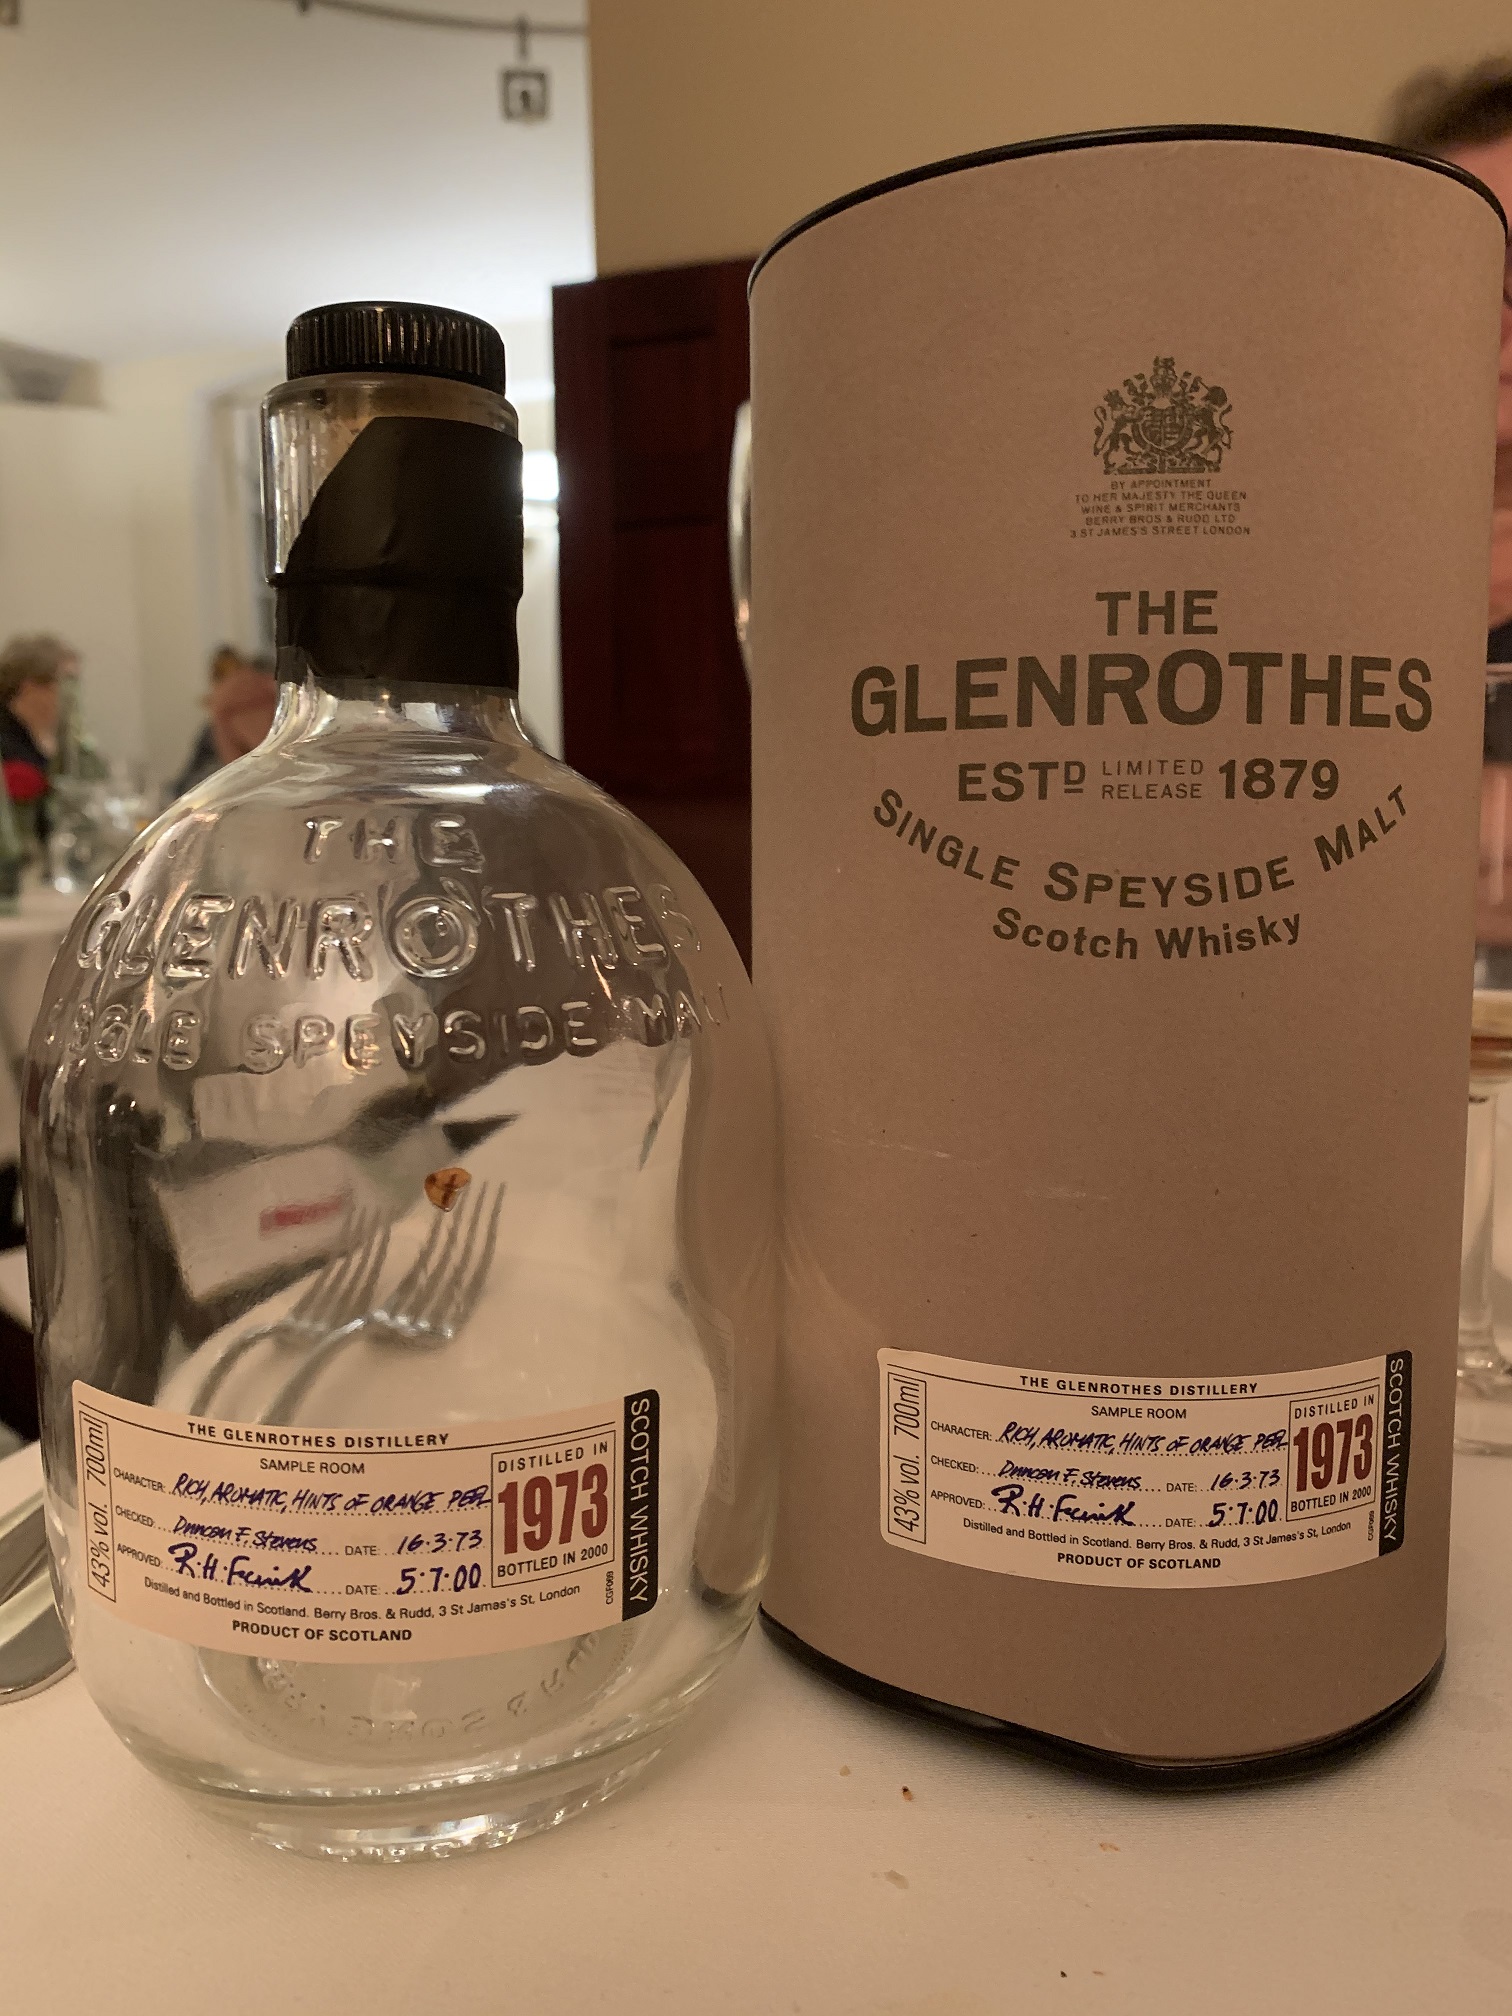 THE
GLENROTHES
SPEYSIDE
700ml
43% vol.
THE GLENROTHES DISTILLERY
SAMPLE ROOM
CHARACTER: RICH, AROMATIC, HINTS OF ORANGE PEEL
CHECKED: Duncan F. Stevens DATE: 16·3·73
APPROVED: DATE: 5·7·00
Distilled and Bottled in Scotland. Berry Bros. & Rudd, 3 St Jamas's St, London
PRODUCT OF SCOTLAND
DISTILLED IN
1973
BOTTLED IN 2000
CGF069
SCOTCH WHISKY
BY APPOINTMENT
TO HER MAJESTY THE QUEEN
WINE & SPIRIT MERCHANTS
BERRY BROS & RUDD LTD
3 ST JAMES'S STREET LONDON
THE
GLENROTHES
ESTD LIMITED RELEASE 1879
SINGLE SPEYSIDE MALT
Scotch Whisky
700ml
43% vol.
THE GLENROTHES DISTILLERY
SAMPLE ROOM
CHARACTER: RICH, AROMATIC, HINTS OF ORANGE PEEL
CHECKED: Duncan F. Stevens DATE: 16·3·73
APPROVED: DATE: 5·7·00
Distilled and Bottled in Scotland. Berry Bros. & Rudd, 3 St James's St, London
PRODUCT OF SCOTLAND
DISTILLED IN
1973
BOTTLED IN 2000
SCOTCH WHISKY